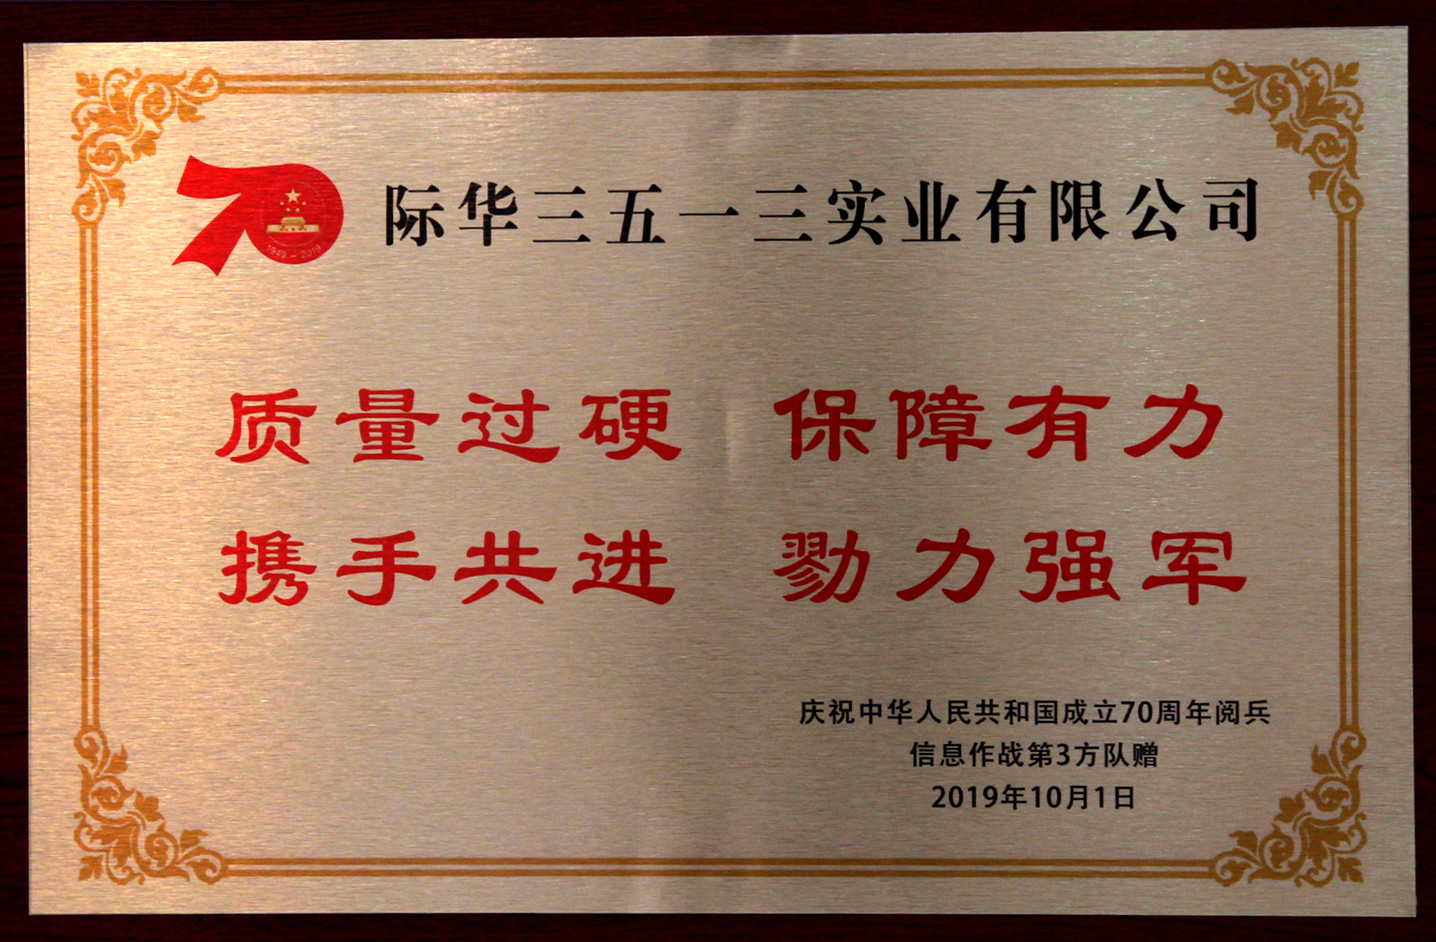 70
1949 - 2019
际华三五一三实业有限公司
质量过硬 保障有力
携手共进 勠力强军
庆祝中华人民共和国成立70周年阅兵
信息作战第3方队赠
2019年10月1日